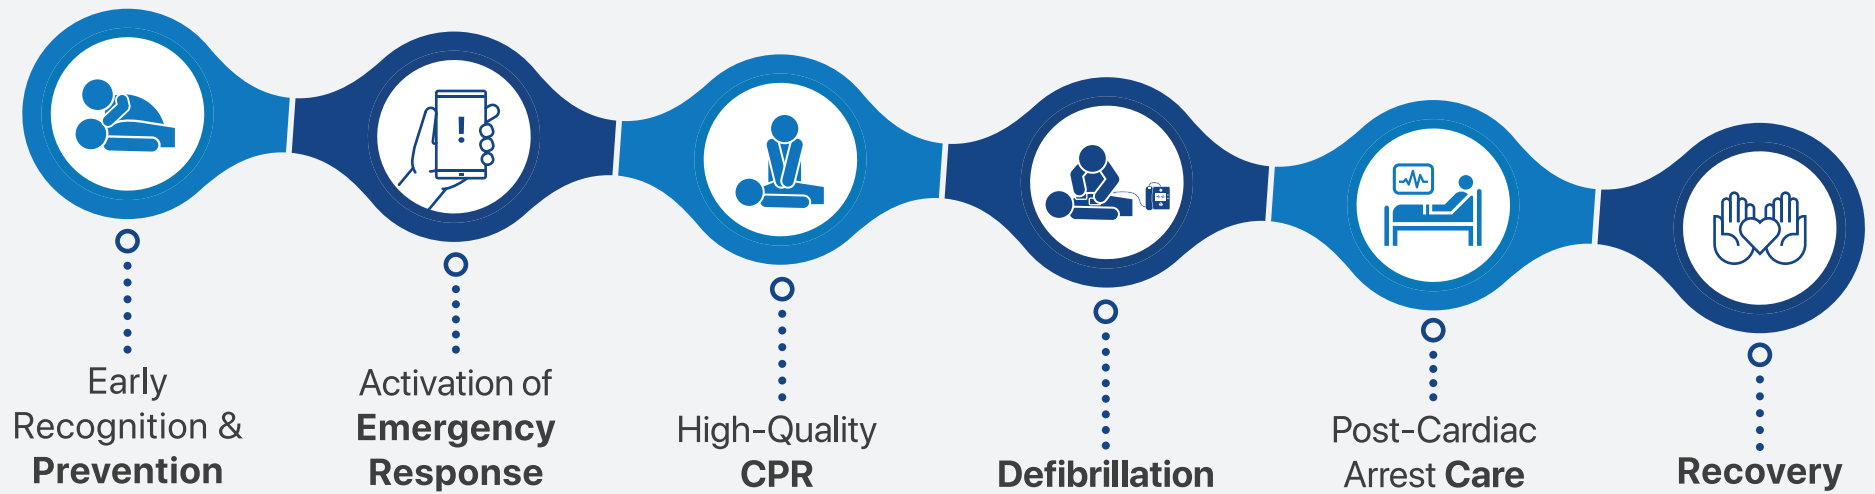 Early
Recognition &
Prevention
Activation of
Emergency
Response
High-Quality
CPR
Defibrillation
Post-Cardiac
Arrest Care
Recovery